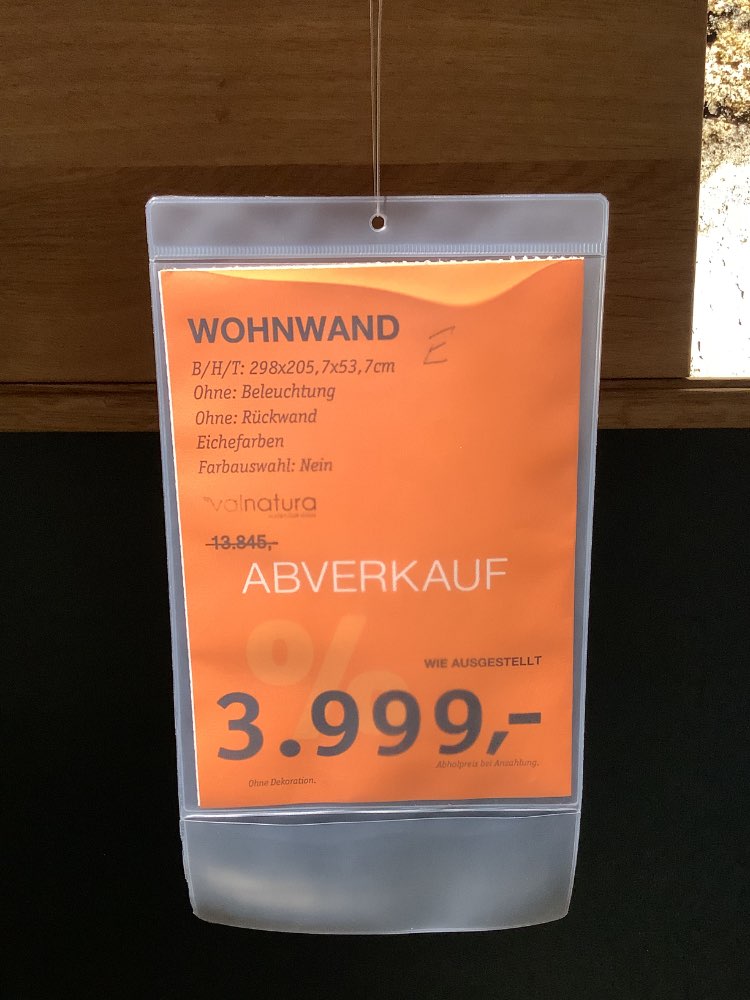 WOHNWAND
E
B/H/T: 298x205,7x53,7cm
Ohne: Beleuchtung
Ohne: Rückwand
Eichefarben
Farbauswahl: Nein
valnatura
13.845,-
ABVERKAUF
%
WIE AUSGESTELLT
3.999,-
Abholpreis bei Anzahlung.
Ohne Dekoration.